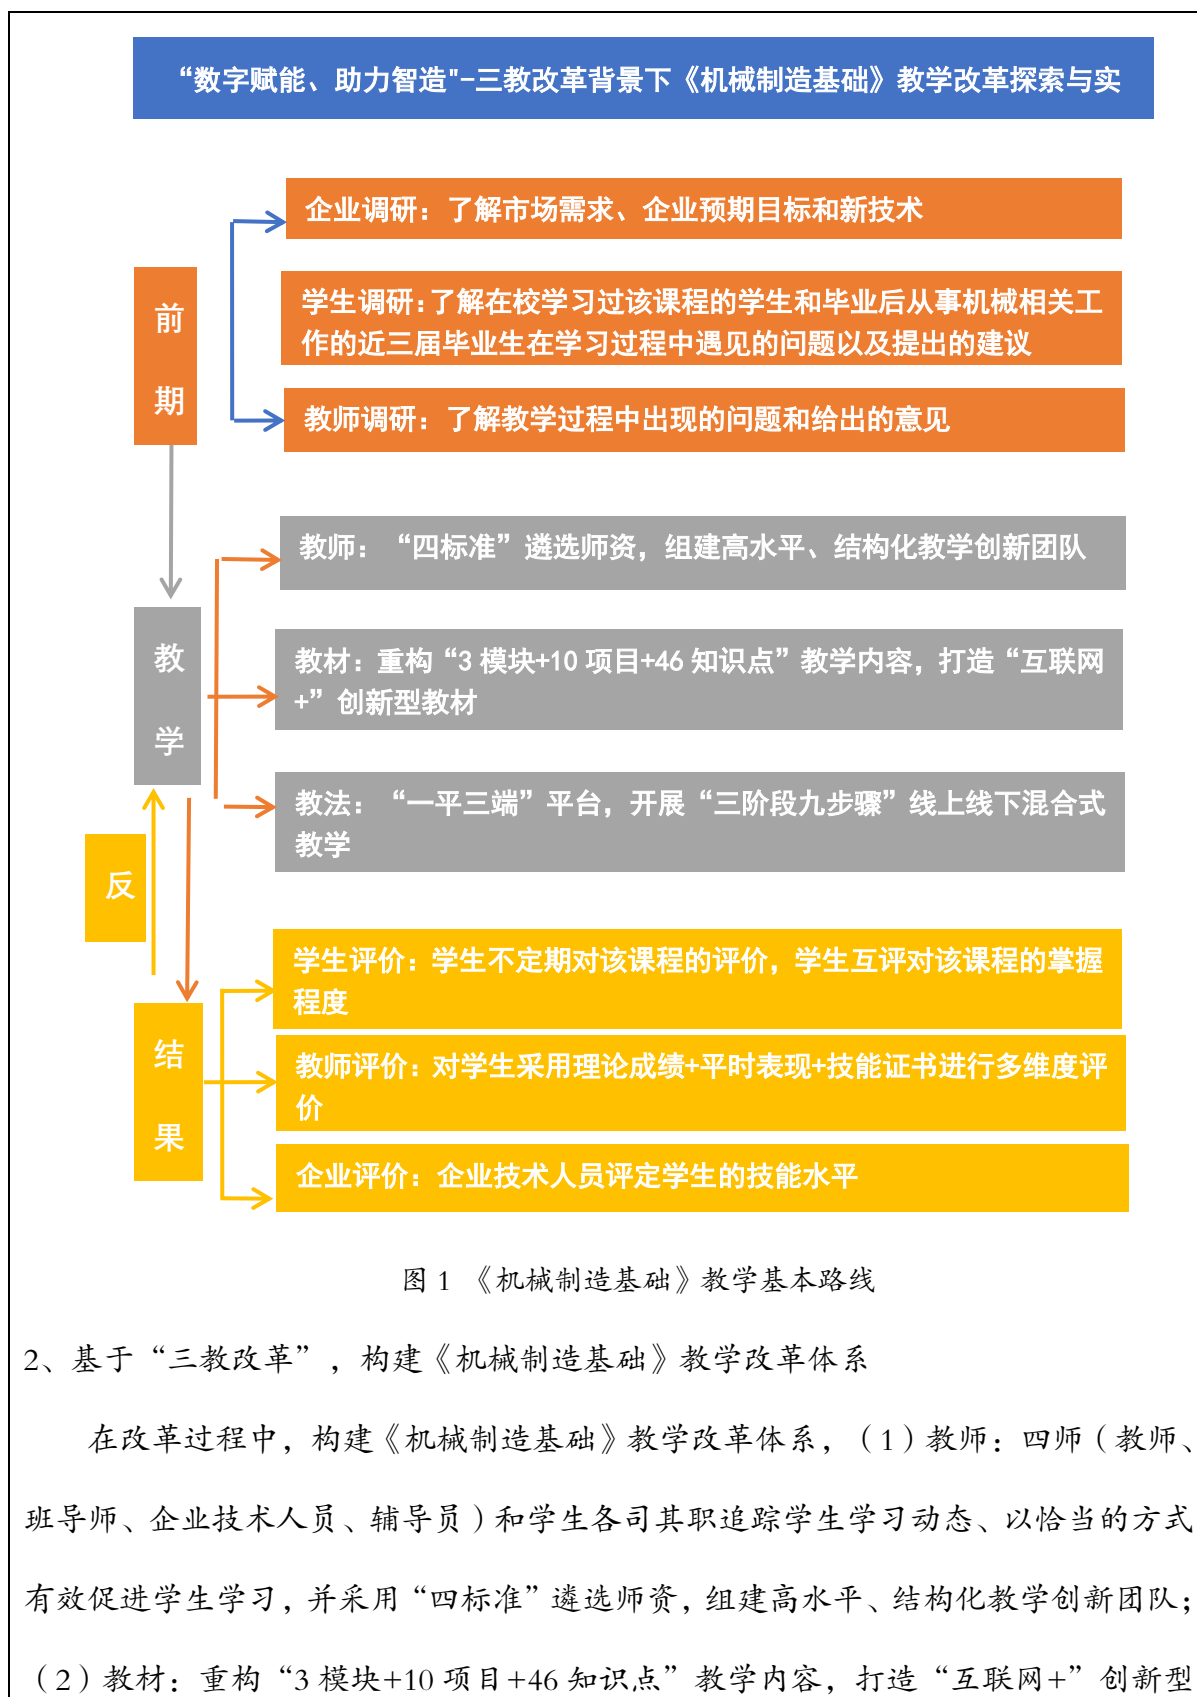 “数字赋能、助力智造"-三教改革背景下《机械制造基础》教学改革探索与实
企业调研：了解市场需求、企业预期目标和新技术
前
期
学生调研：了解在校学习过该课程的学生和毕业后从事机械相关工
作的近三届毕业生在学习过程中遇见的问题以及提出的建议
教师调研：了解教学过程中出现的问题和给出的意见
教师：“四标准”遴选师资，组建高水平、结构化教学创新团队
教
学
教材：重构“3 模块+10 项目+46 知识点”教学内容，打造“互联网
+”创新型教材
教法：“一平三端”平台，开展“三阶段九步骤”线上线下混合式
教学
反
学生评价：学生不定期对该课程的评价，学生互评对该课程的掌握
程度
结
果
教师评价：对学生采用理论成绩+平时表现+技能证书进行多维度评
价
企业评价：企业技术人员评定学生的技能水平
图 1 《机械制造基础》教学基本路线
2、基于“三教改革”，构建《机械制造基础》教学改革体系
在改革过程中，构建《机械制造基础》教学改革体系，（1）教师：四师（教师、
班导师、企业技术人员、辅导员）和学生各司其职追踪学生学习动态、以恰当的方式
有效促进学生学习，并采用“四标准”遴选师资，组建高水平、结构化教学创新团队；
（2）教材：重构“3 模块+10 项目+46 知识点”教学内容，打造“互联网+”创新型